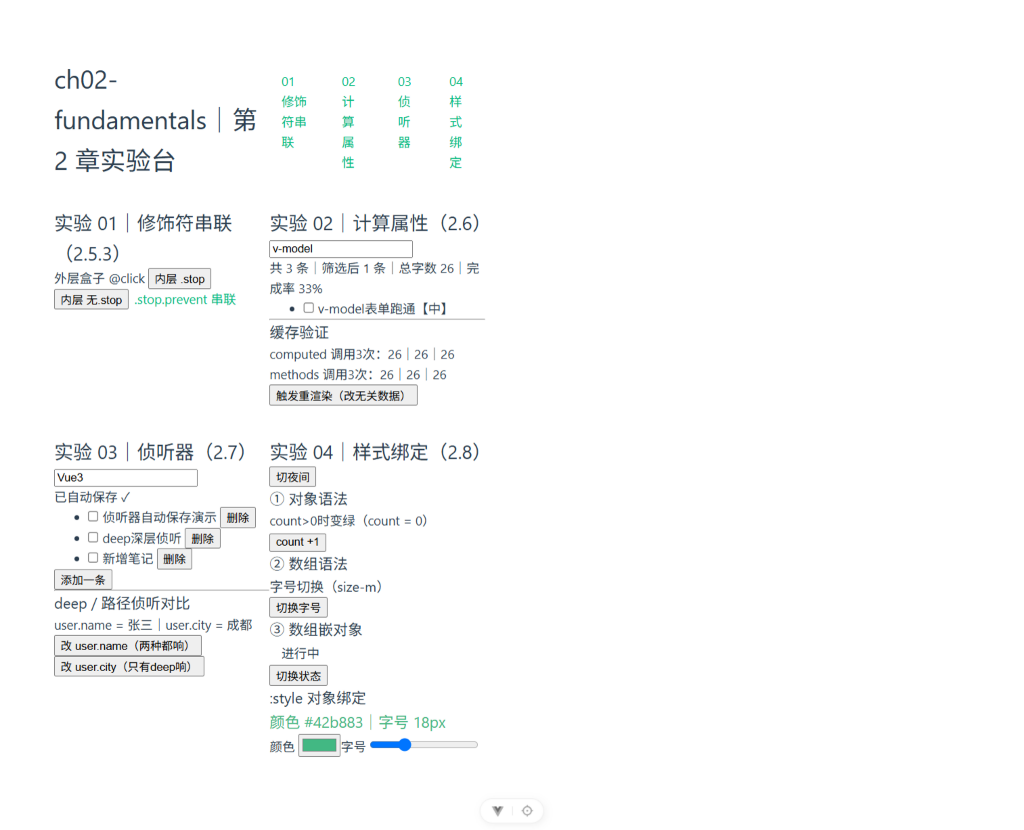 ch02-
fundamentals｜第
2 章实验台
01
修饰
符串
联
02
计
算
属
性
03
侦
听
器
04
样
式
绑
定
实验 01｜修饰符串联
（2.5.3）
外层盒子 @click 内层 .stop
内层 无.stop .stop.prevent 串联
实验 02｜计算属性（2.6）
v-model
共 3 条｜筛选后 1 条｜总字数 26｜完
成率 33%
v-model表单跑通【中】
缓存验证
computed 调用3次：26｜26｜26
methods 调用3次：26｜26｜26
触发重渲染（改无关数据）
实验 03｜侦听器（2.7）
Vue3
已自动保存 ✓
侦听器自动保存演示 删除
deep深层侦听 删除
新增笔记 删除
添加一条
deep / 路径侦听对比
user.name = 张三｜user.city = 成都
改 user.name（两种都响）
改 user.city（只有deep响）
实验 04｜样式绑定（2.8）
切夜间
① 对象语法
count>0时变绿（count = 0）
count +1
② 数组语法
字号切换（size-m）
切换字号
③ 数组嵌对象
进行中
切换状态
:style 对象绑定
颜色 #42b883｜字号 18px
颜色 字号